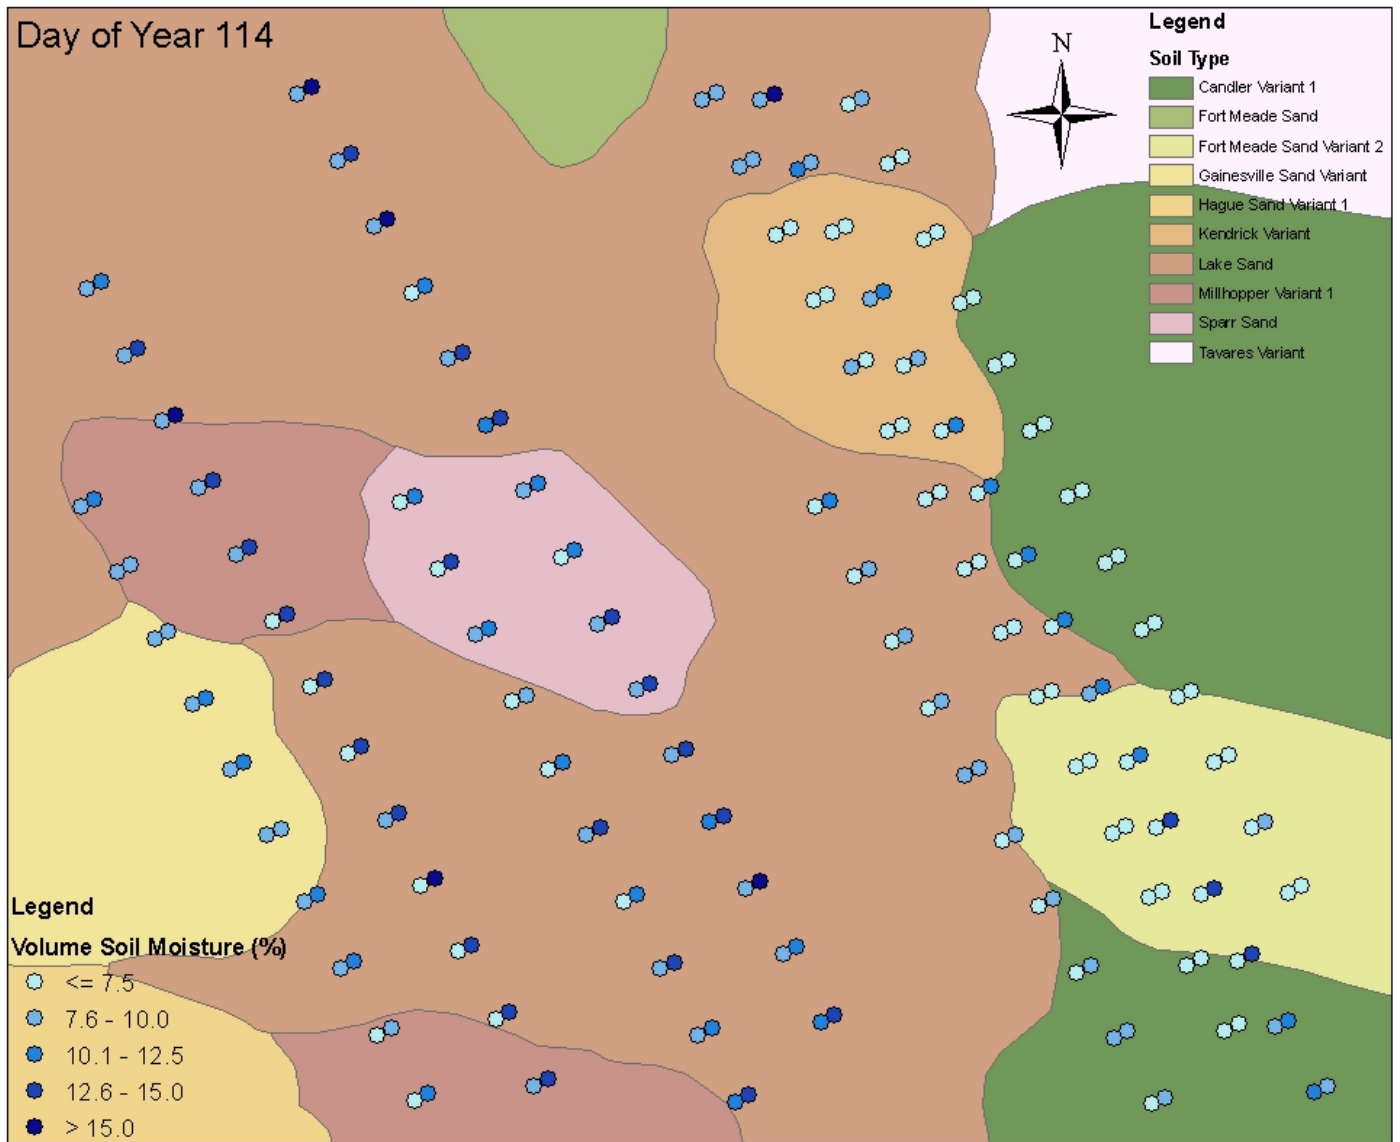 Day of Year 114
N
Legend
Soil Type
Candler Variant 1
Fort Meade Sand
Fort Meade Sand Variant 2
Gainesville Sand Variant
Hague Sand Variant 1
Kendrick Variant
Lake Sand
Millhopper Variant 1
Sparr Sand
Tavares Variant
Legend
Volume Soil Moisture (%)
<= 7.5
7.6 - 10.0
10.1 - 12.5
12.6 - 15.0
> 15.0